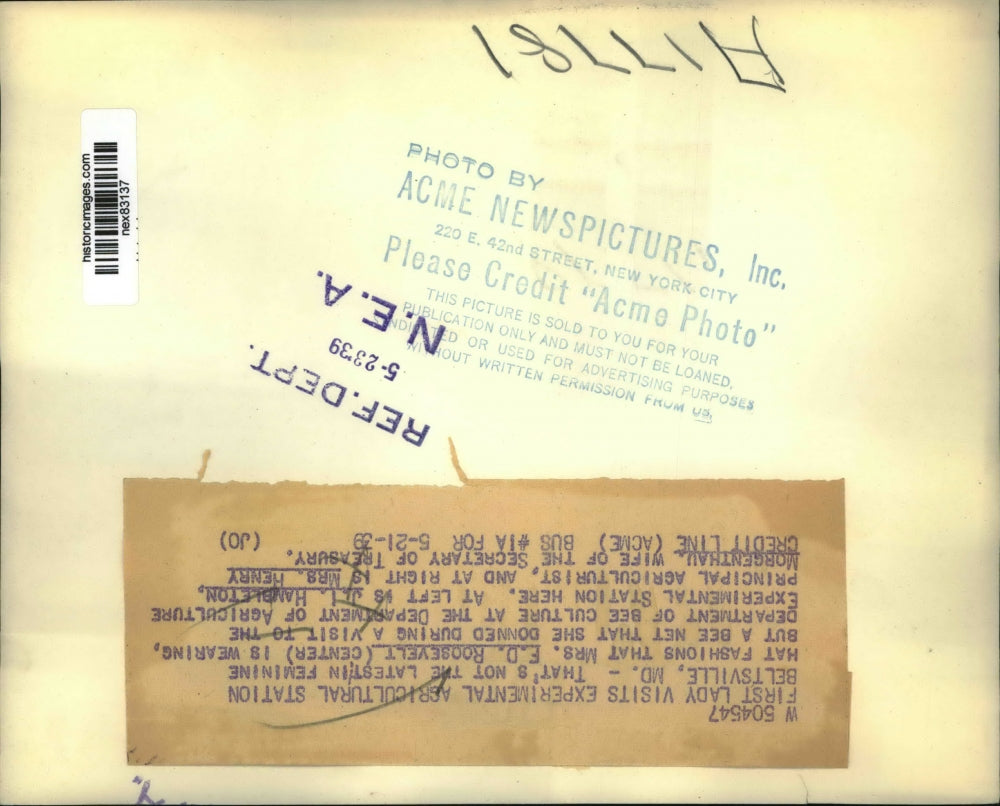 A17781
historicimages.com
nex83137
PHOTO BY
ACME NEWSPICTURES, Inc.
220 E. 42nd STREET, NEW YORK CITY
Please Credit "Acme Photo"
THIS PICTURE IS SOLD TO YOU FOR YOUR
PUBLICATION ONLY AND MUST NOT BE LOANED,
OR USED FOR ADVERTISING PURPOSES
WITHOUT WRITTEN PERMISSION FROM US.
REF. DEPT.
5-23 39
N.E.A.
W 504547
FIRST LADY VISITS EXPERIMENTAL AGRICULTURAL STATION
BELTSVILLE, MD. - THAT'S NOT THE LATEST IN FEMININE
HAT FASHIONS THAT MRS. F.D. ROOSEVELT (CENTER) IS WEARING,
BUT A BEE NET THAT SHE DONNED DURING A VISIT TO THE
DEPARTMENT OF BEE CULTURE AT THE DEPARTMENT OF AGRICULTURE
EXPERIMENTAL STATION HERE. AT LEFT IS J.I. HAMBLETON,
PRINCIPAL AGRICULTURIST, AND AT RIGHT IS MRS. HENRY
MORGENTHAU, WIFE OF THE SECRETARY OF TREASURY.
CREDIT LINE (ACME) BUS #1A FOR 5-21-39 (JO)